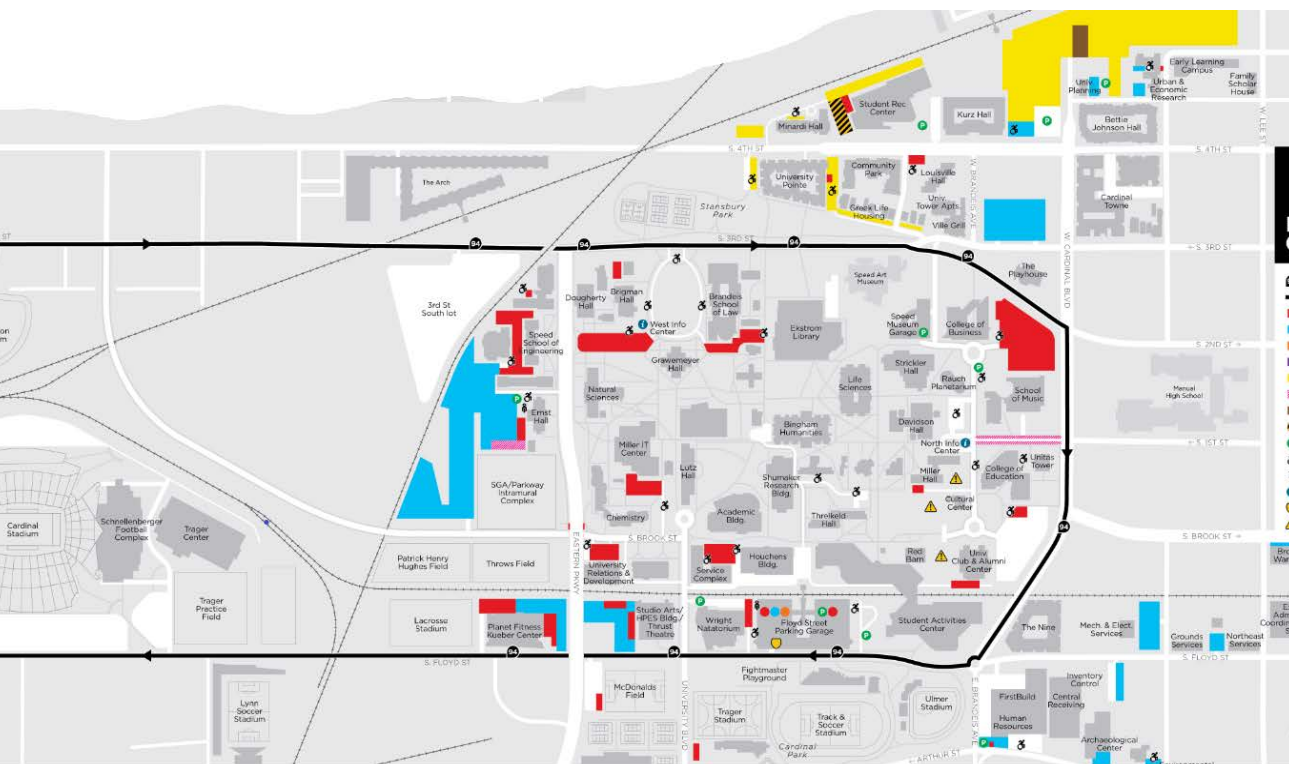 Early Learning
Campus
Family
Scholar
House
Univ.
Planning
P
Urban &
Economic
Research
W. LEE ST
Student Rec
Center
Minardi Hall
P
Kurz Hall
P
Bettie
Johnson Hall
S. 4TH ST
S. 4TH ST
The Arch
University
Pointe
Community
Park
Louisville
Hall
W. BRANDEIS AVE
Greek Life
Housing
Univ.
Tower Apts.
Ville Grill
Cardinal
Towne
Stansbury
Park
W. CARDINAL BLVD
ST
94
94
S. 3RD ST
94
94
← S. 3RD ST
3rd St
South lot
Dougherty
Hall
Brigman
Hall
i West Info
Center
Brandeis
School
of Law
Speed Art
Museum
The
Playhouse
Speed
School of
Engineering
Grawemeyer
Hall
Ekstrom
Library
Speed
Museum
Garage P
College of
Business
S. 2ND ST →
Natural
Sciences
Life
Sciences
Strickler
Hall
Rauch
Planetarium
P
School
of Music
Manual
High School
P
Ernst
Hall
Miller IT
Center
Bingham
Humanities
Davidson
Hall
North Info i
Center
← S. 1ST ST
SGA/Parkway
Intramural
Complex
Lutz
Hall
Shumaker
Research
Bldg.
Miller
Hall
Cultural
Center
College of
Education
Unitas
Tower
Cardinal
Stadium
Schnellenberger
Football
Complex
Trager
Center
Chemistry
Academic
Bldg.
Threlkeld
Hall
94
S. BROOK ST
S. BROOK ST →
Patrick Henry
Hughes Field
Throws Field
EASTERN PKWY
University
Relations &
Development
Service
Complex
Houchens
Bldg.
Red
Barn
Univ.
Club & Alumni
Center
Trager
Practice
Field
Lacrosse
Stadium
Planet Fitness
Kueber Center
Studio Arts/
HPES Bldg./
Thrust
Theatre
P
Wright
Natatorium
P
Floyd Street
Parking Garage
P
Student Activities
Center
The Nine
Mech. & Elect.
Services
Grounds
Services
Northeast
Services
94
94
94
S. FLOYD ST
S. FLOYD ST
Lynn
Soccer
Stadium
McDonalds
Field
UNIVERSITY BLVD
Fightmaster
Playground
Trager
Stadium
Track &
Soccer
Stadium
Ulmer
Stadium
E. BRANDEIS AVE
FirstBuild
Human
Resources
Central
Receiving
Inventory
Control
Archaeological
Center
Cardinal
Park
← ARTHUR ST
P